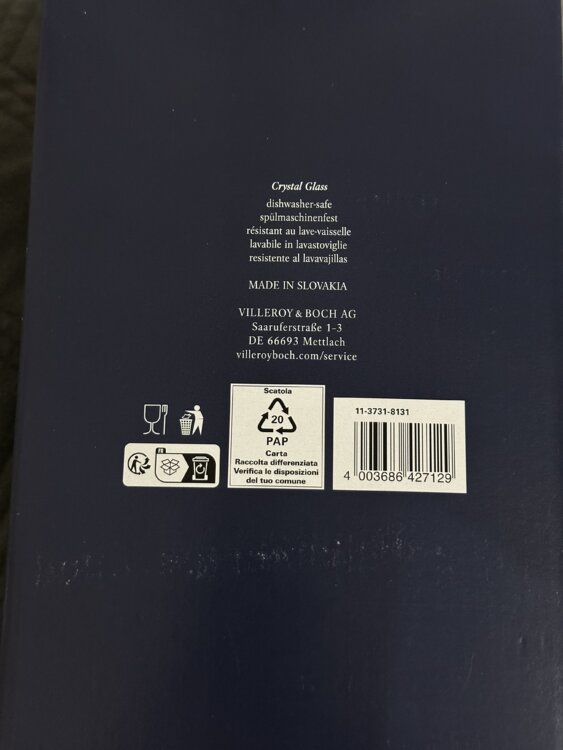 Crystal Glass
dishwasher-safe
spülmaschinenfest
résistant au lave-vaisselle
lavabile in lavastoviglie
resistente al lavavajillas
MADE IN SLOVAKIA
VILLEROY & BOCH AG
Saaruferstraße 1-3
DE 66693 Mettlach
villeroyboch.com/service
FR
Scatola
20
PAP
Carta
Raccolta differenziata
Verifica le disposizioni
del tuo comune
11-3731-8131
4 003686 427129